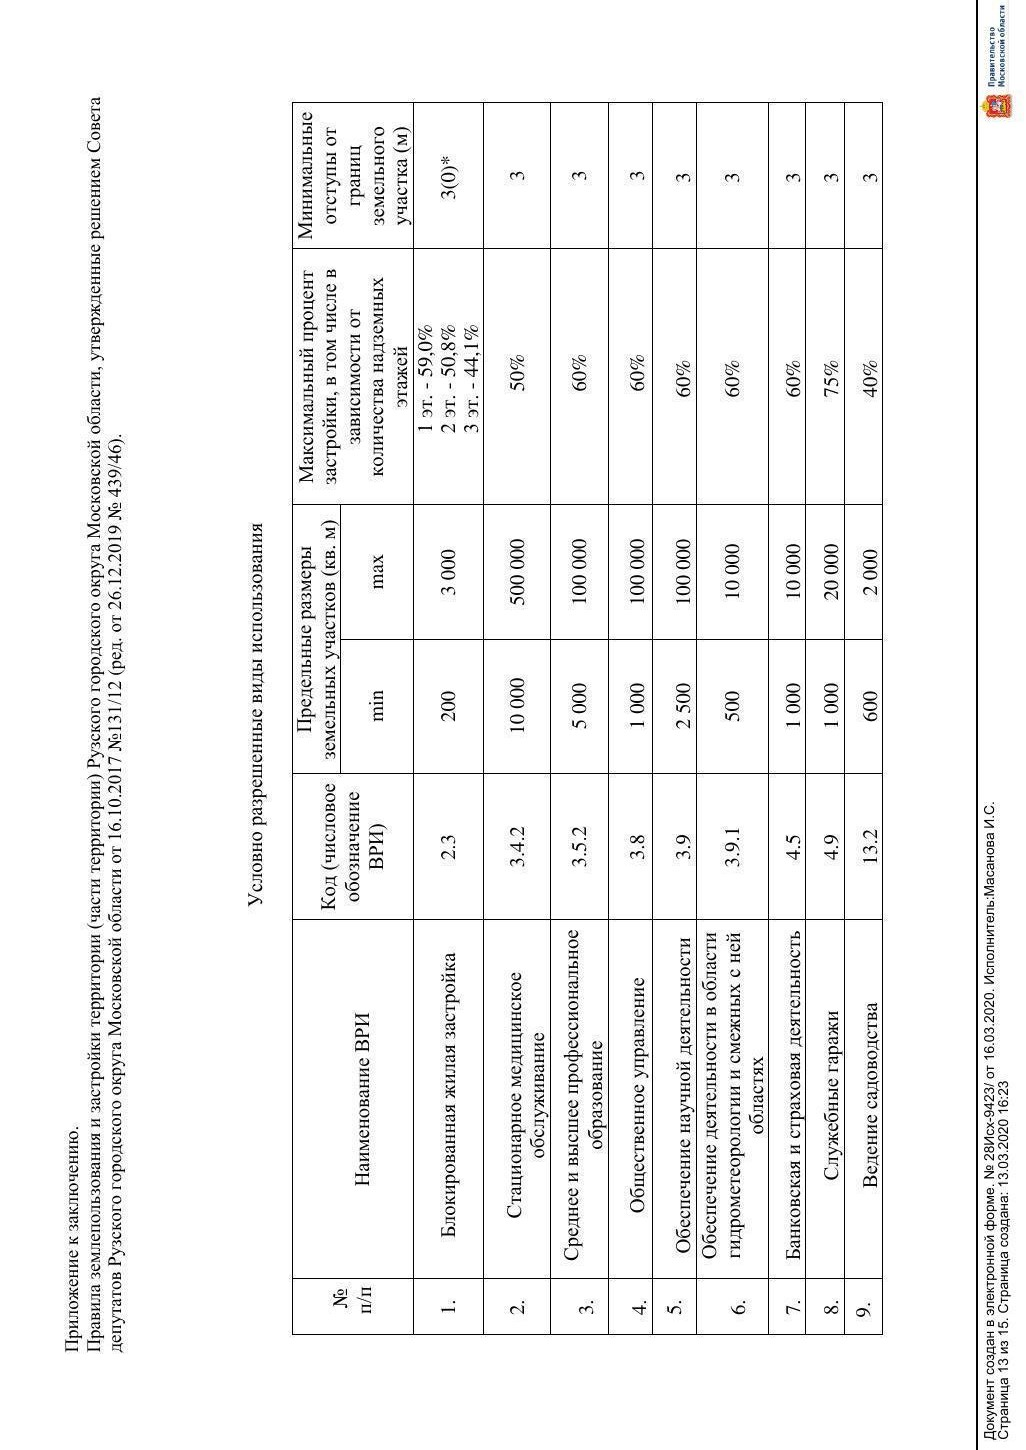 Приложение к заключению.
Правила землепользования и застройки территории (части территории) Рузского городского округа Московской области, утвержденные решением Совета
депутатов Рузского городского округа Московской области от 16.10.2017 №131/12 (ред. от 26.12.2019 № 439/46).
Условно разрешенные виды использования
№
п/п
Наименование ВРИ
Код (числовое
обозначение
ВРИ)
Предельные размеры
земельных участков (кв. м)
min
max
Максимальный процент
застройки, в том числе в
зависимости от
количества надземных
этажей
Минимальные
отступы от
границ
земельного
участка (м)
1. Блокированная жилая застройка 2.3 200 3 000
1 эт. - 59,0%
2 эт. - 50,8%
3 эт. - 44,1%
3(0)*
2. Стационарное медицинское
обслуживание
3.4.2 10 000 500 000 50% 3
3. Среднее и высшее профессиональное
образование
3.5.2 5 000 100 000 60% 3
4. Общественное управление 3.8 1 000 100 000 60% 3
5. Обеспечение научной деятельности 3.9 2 500 100 000 60% 3
6. Обеспечение деятельности в области
гидрометеорологии и смежных с ней
областях
3.9.1 500 10 000 60% 3
7. Банковская и страховая деятельность 4.5 1 000 10 000 60% 3
8. Служебные гаражи 4.9 1 000 20 000 75% 3
9. Ведение садоводства 13.2 600 2 000 40% 3
Документ создан в электронной форме. № 28Исх-9423/ от 16.03.2020. Исполнитель:Масанова И.С.
Страница 13 из 15. Страница создана: 13.03.2020 16:23
Правительство
Московской области